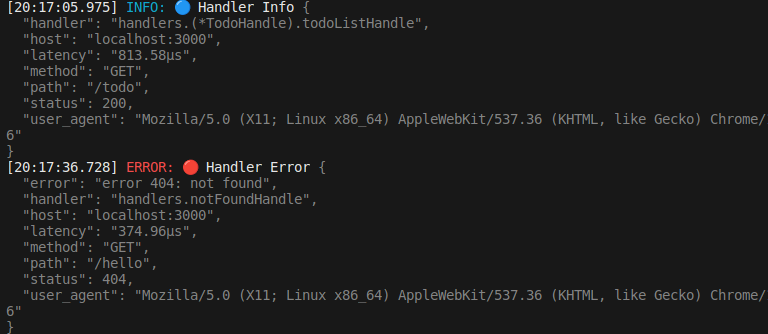 [20:17:05.975] INFO: 🔵 Handler Info {
  "handler": "handlers.(*TodoHandle).todoListHandle",
  "host": "localhost:3000",
  "latency": "813.58µs",
  "method": "GET",
  "path": "/todo",
  "status": 200,
  "user_agent": "Mozilla/5.0 (X11; Linux x86_64) AppleWebKit/537.36 (KHTML, like Gecko) Chrome/
6"
}
[20:17:36.728] ERROR: 🔴 Handler Error {
  "error": "error 404: not found",
  "handler": "handlers.notFoundHandle",
  "host": "localhost:3000",
  "latency": "374.96µs",
  "method": "GET",
  "path": "/hello",
  "status": 404,
  "user_agent": "Mozilla/5.0 (X11; Linux x86_64) AppleWebKit/537.36 (KHTML, like Gecko) Chrome/
6"
}